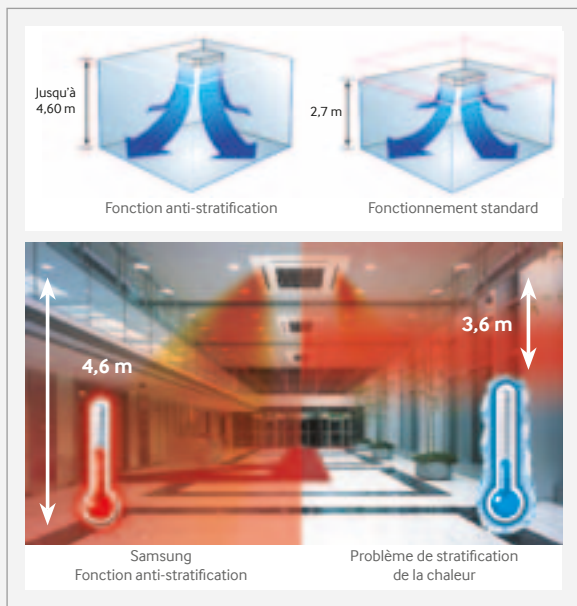 Jusqu'à
4,60 m
2,7 m
Fonction anti-stratification
Fonctionnement standard
4,6 m
3,6 m
Samsung
Fonction anti-stratification
Problème de stratification
de la chaleur